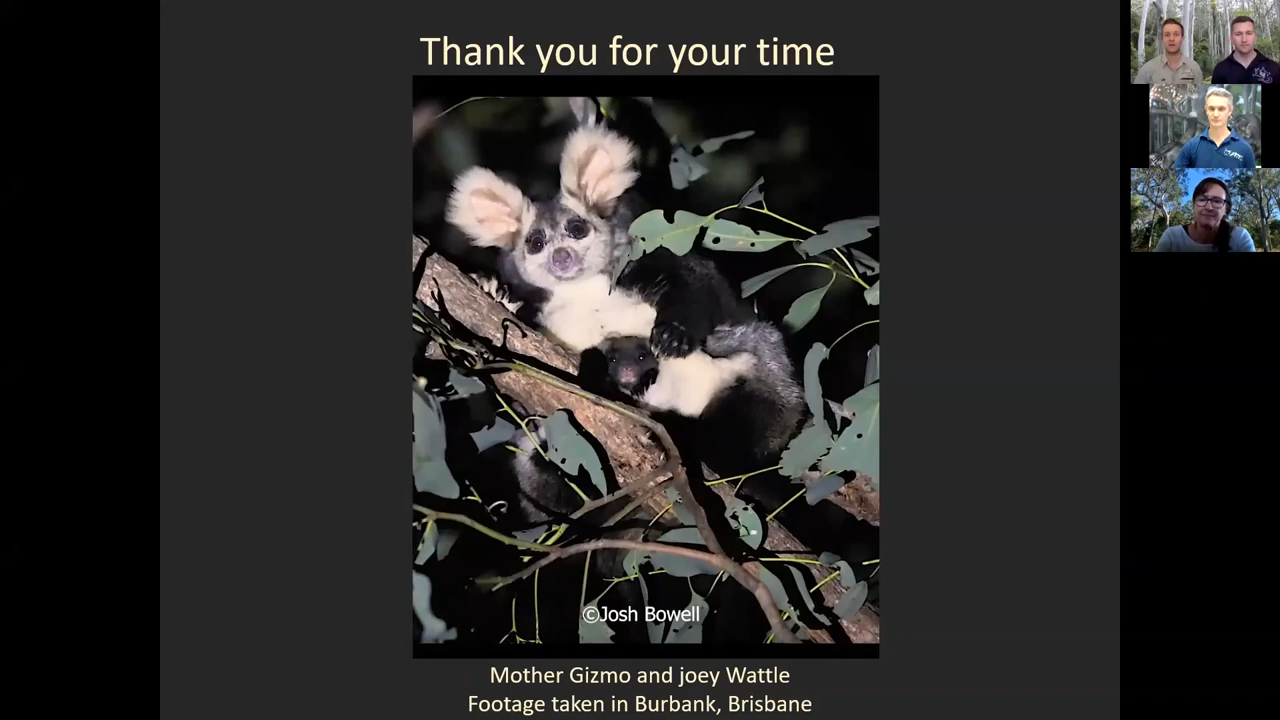 Thank you for your time
©Josh Bowell
Mother Gizmo and joey Wattle
Footage taken in Burbank, Brisbane